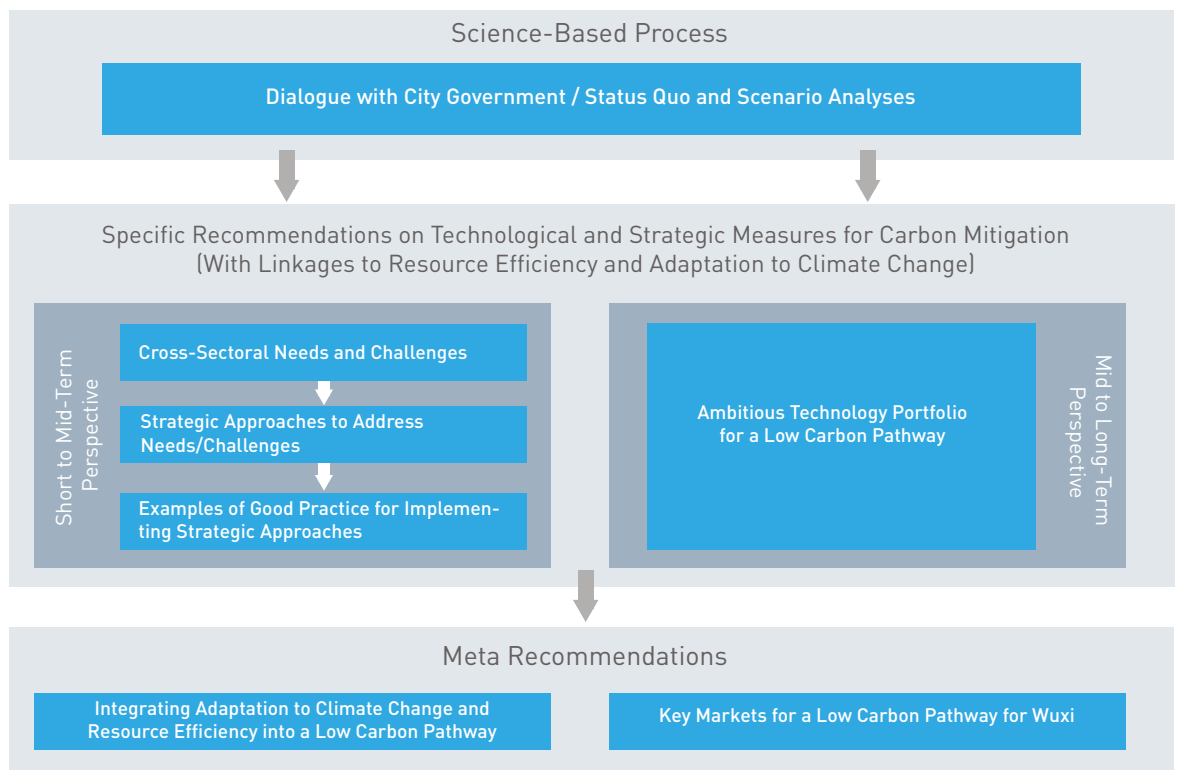 Science-Based Process
Dialogue with City Government / Status Quo and Scenario Analyses
Specific Recommendations on Technological and Strategic Measures for Carbon Mitigation
(With Linkages to Resource Efficiency and Adaptation to Climate Change)
Short to Mid-Term
Perspective
Cross-Sectoral Needs and Challenges
Strategic Approaches to Address
Needs/Challenges
Examples of Good Practice for Implemen-
ting Strategic Approaches
Ambitious Technology Portfolio
for a Low Carbon Pathway
Mid to Long-Term
Perspective
Meta Recommendations
Integrating Adaptation to Climate Change and
Resource Efficiency into a Low Carbon Pathway
Key Markets for a Low Carbon Pathway for Wuxi